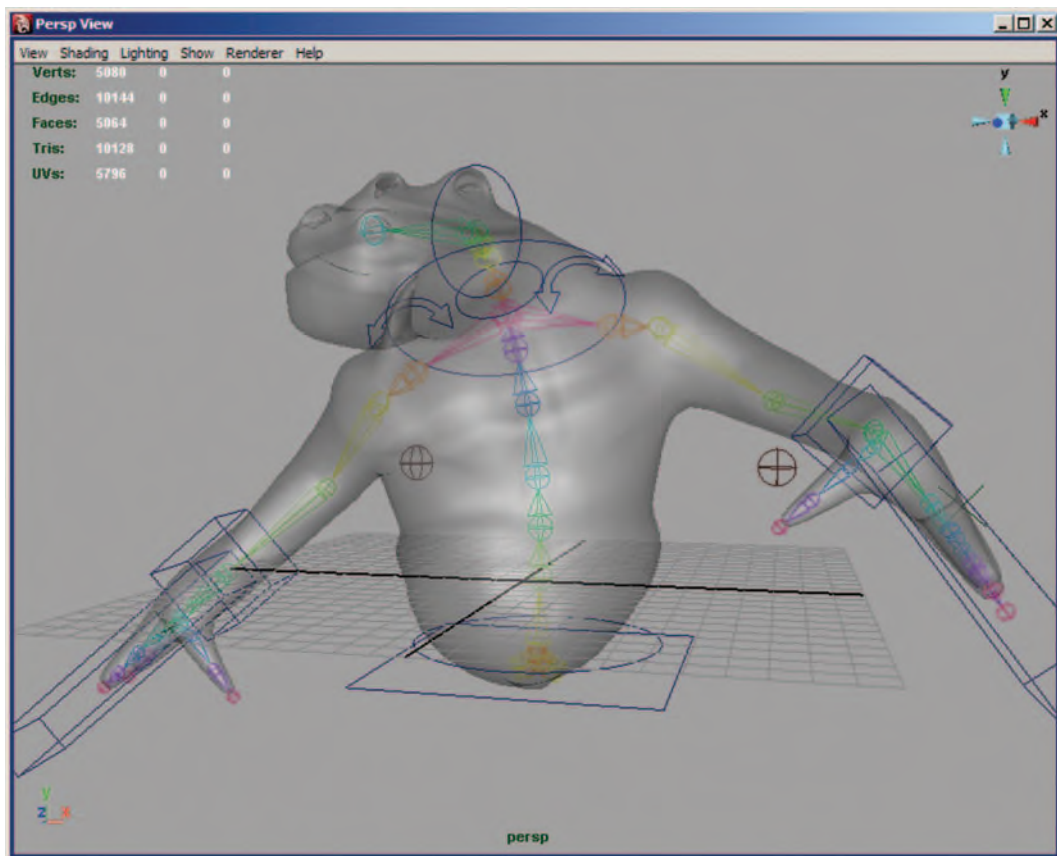 Persp View
View Shading Lighting Show Renderer Help
Verts: 5080 0 0
Edges: 10144 0 0
Faces: 5064 0 0
Tris: 10128 0 0
UVs: 5796 0 0
y
x
y
z x
persp